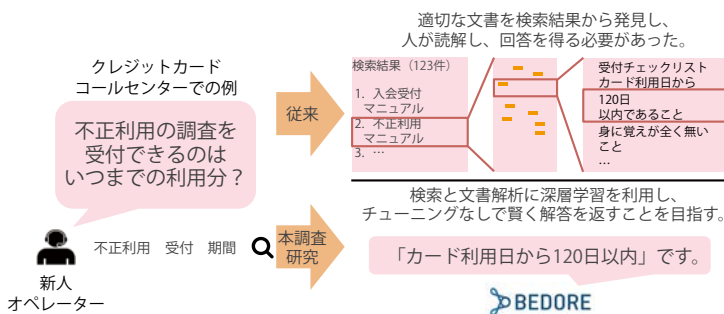 クレジットカード
コールセンターでの例
不正利用の調査を
受付できるのは
いつまでの利用分？
不正利用　受付　期間
新人
オペレーター
従来
適切な文書を検索結果から発見し、
人が読解し、回答を得る必要があった。
検索結果（123件）
1. 入会受付
マニュアル
2. 不正利用
マニュアル
3. …
受付チェックリスト
カード利用日から
120日
以内であること
身に覚えが全く無い
こと
…
本調査
研究
検索と文書解析に深層学習を利用し、
チューニングなしで賢く解答を返すことを目指す。
「カード利用日から120日以内」です。
BEDORE